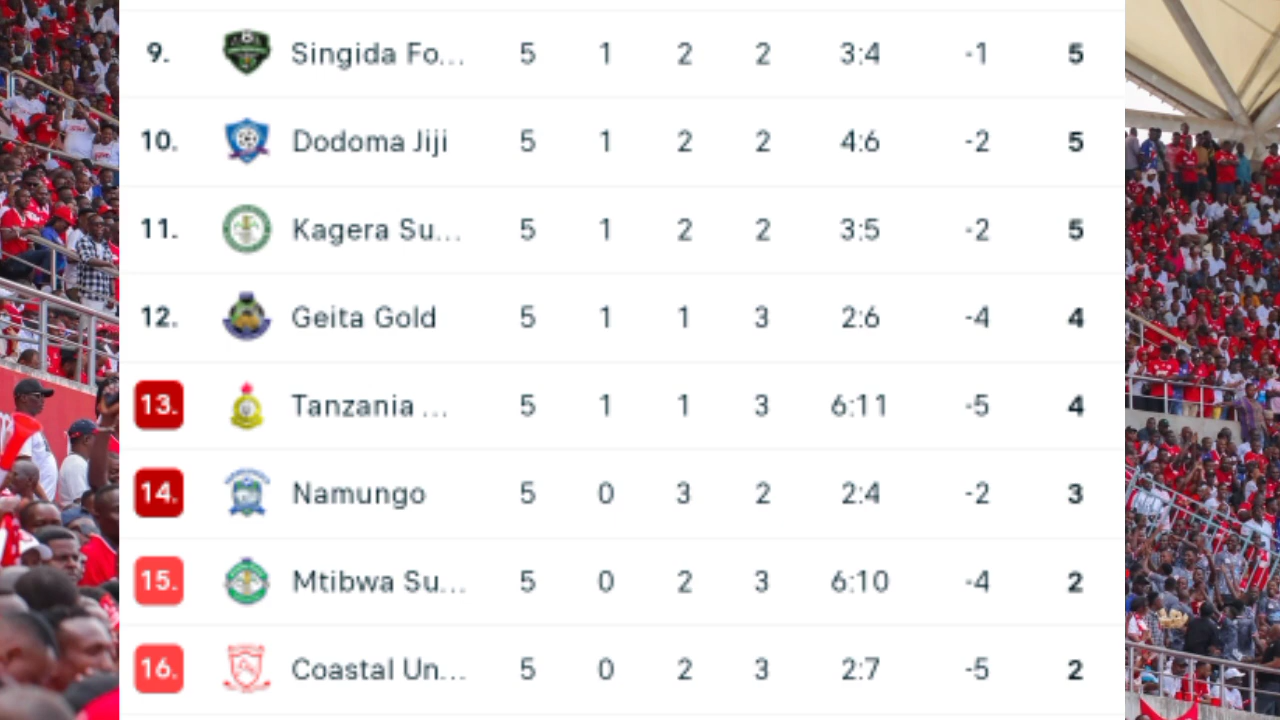 9. Singida Fo... 5 1 2 2 3:4 -1 5
10. Dodoma Jiji 5 1 2 2 4:6 -2 5
11. Kagera Su... 5 1 2 2 3:5 -2 5
12. Geita Gold 5 1 1 3 2:6 -4 4
13. Tanzania ... 5 1 1 3 6:11 -5 4
14. Namungo 5 0 3 2 2:4 -2 3
15. Mtibwa Su... 5 0 2 3 6:10 -4 2
16. Coastal Un... 5 0 2 3 2:7 -5 2